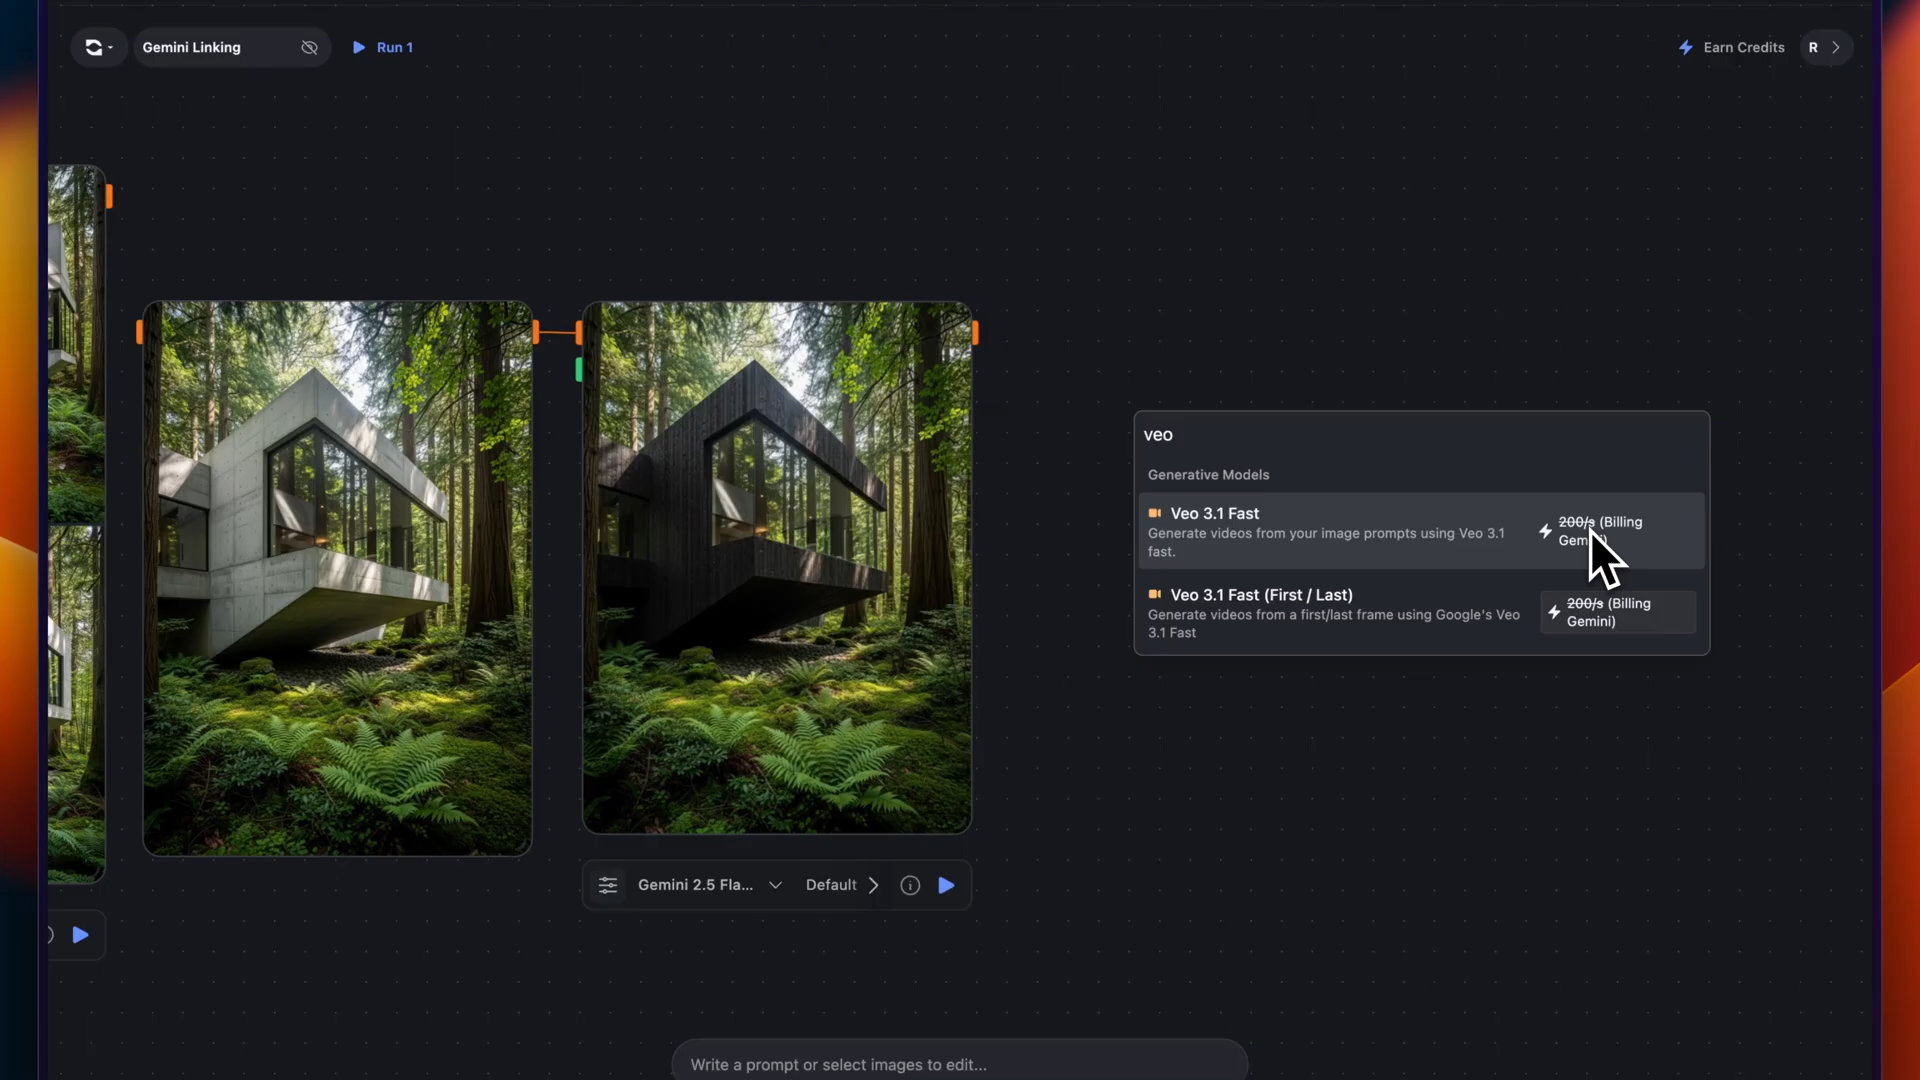 Gemini Linking
Run 1
Earn Credits
R
veo
Generative Models
Veo 3.1 Fast
Generate videos from your image prompts using Veo 3.1
fast.
200/s (Billing
Veo 3.1 Fast (First / Last)
Generate videos from a first/last frame using Google's Veo
3.1 Fast
200/s (Billing
Gemini)
Gemini 2.5 Fla...
Default
Write a prompt or select images to edit...